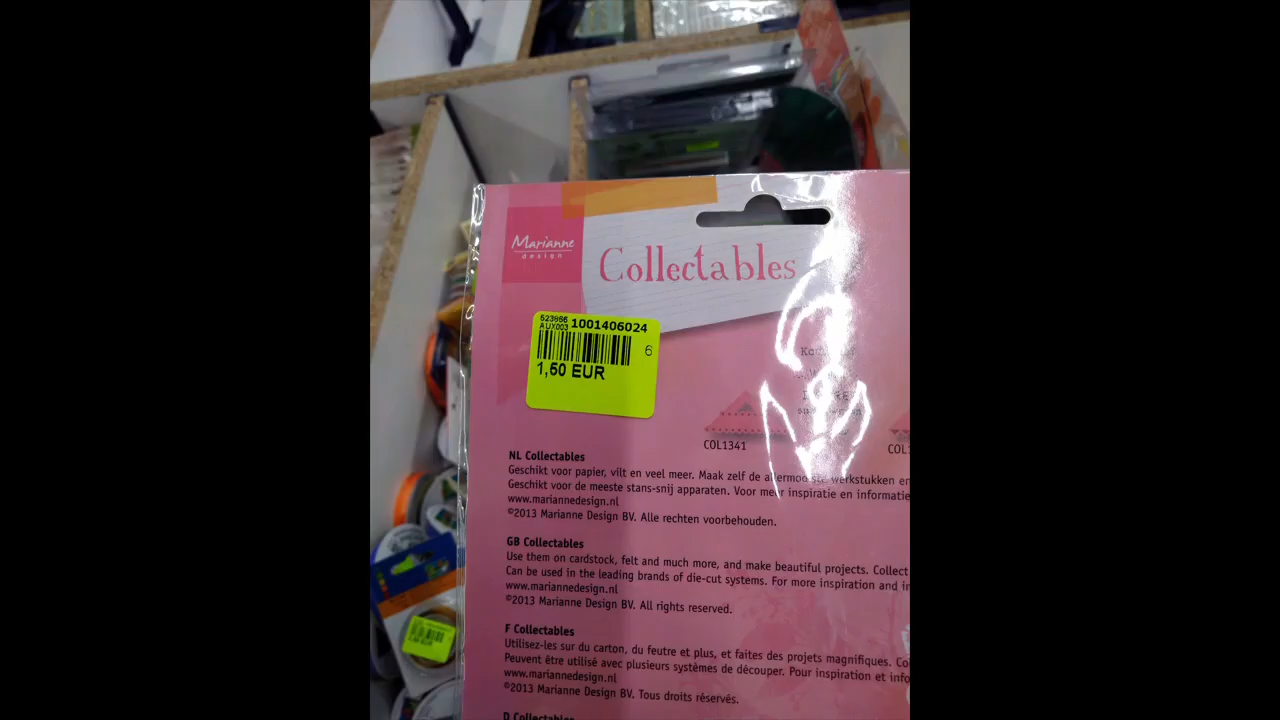 Marianne
design
Collectables
523956
AUX003 1001406024
6
1,50 EUR
COL1341
NL Collectables
Geschikt voor papier, vilt en veel meer. Maak zelf de allermooiste werkstukken en
Geschikt voor de meeste stans-snij apparaten. Voor meer inspiratie en informatie
www.mariannedesign.nl
©2013 Marianne Design BV. Alle rechten voorbehouden.
GB Collectables
Use them on cardstock, felt and much more, and make beautiful projects. Collect
Can be used in the leading brands of die-cut systems. For more inspiration and
www.mariannedesign.nl
©2013 Marianne Design BV. All rights reserved.
F Collectables
Utilisez-les sur du carton, du feutre et plus, et faites des projets magnifiques.
Peuvent être utilisé avec plusieurs systèmes de découper. Pour inspiration et
www.mariannedesign.nl
©2013 Marianne Design BV. Tous droits réservés.
D Collectables